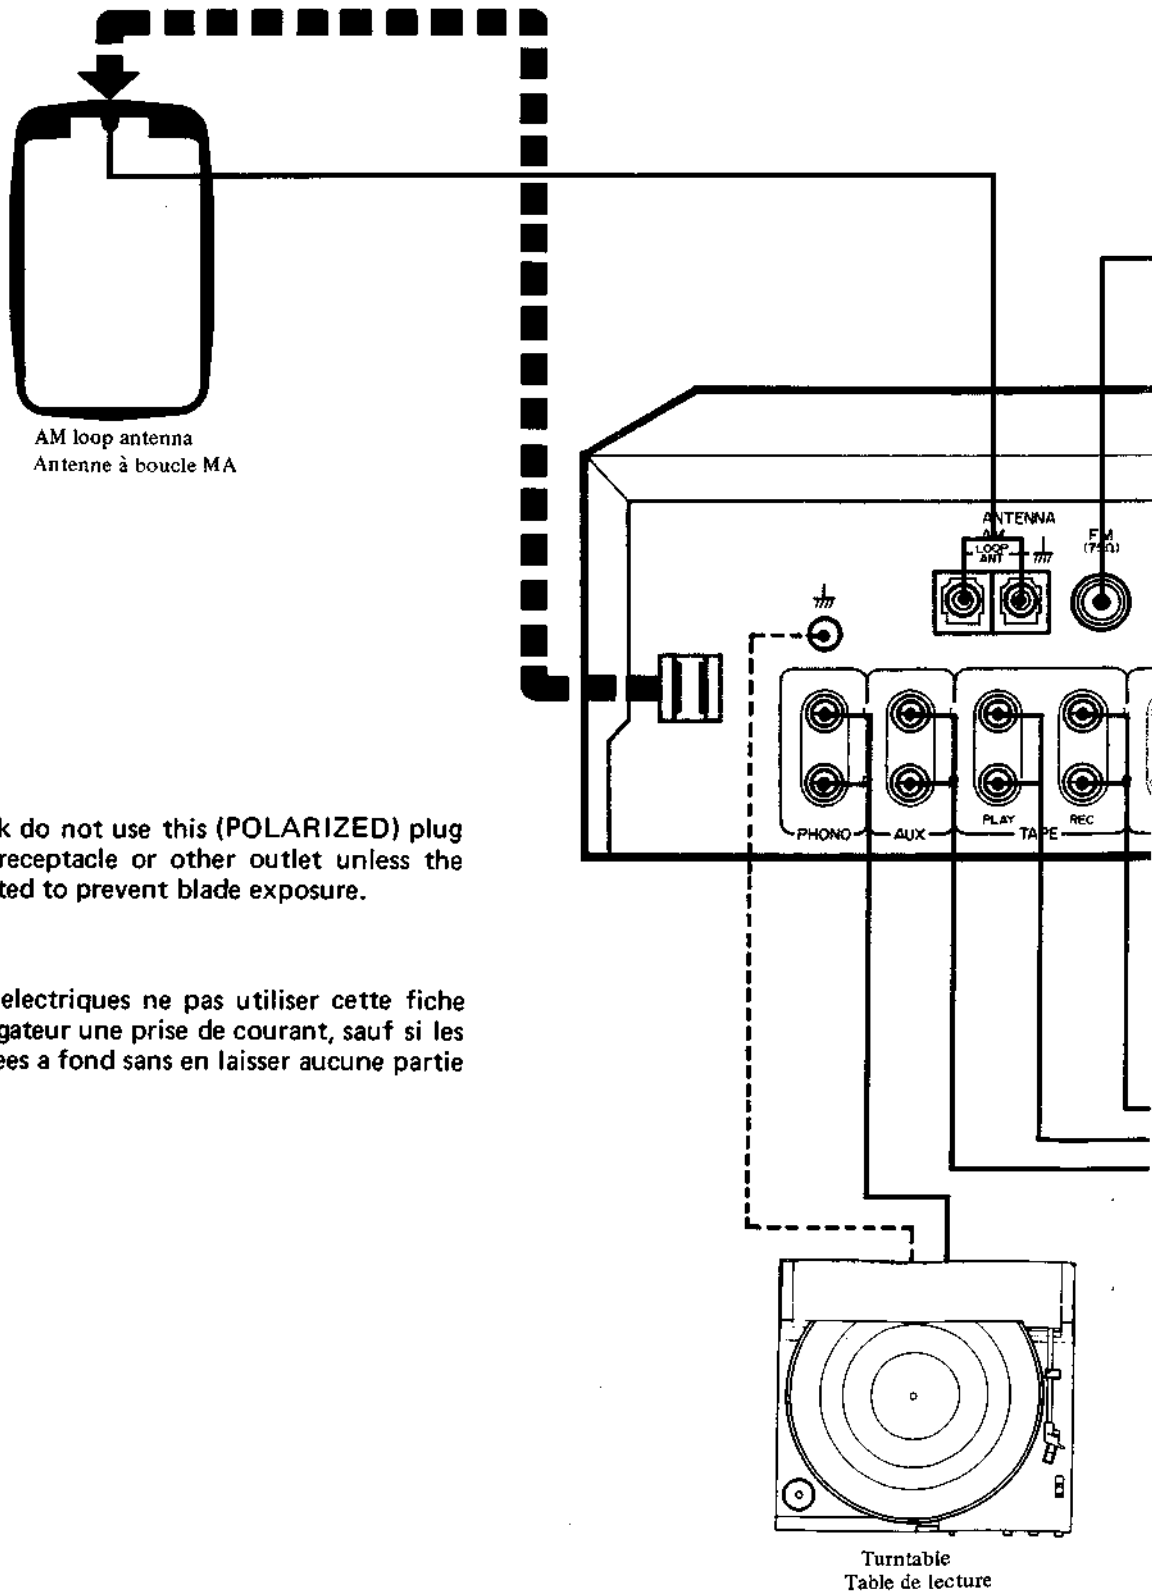 AM loop antenna
Antenne à boucle MA
ANTENNA
AM
LOOP
ANT
FM
(75Ω)
PHONO
AUX
PLAY
TAPE
REC
k do not use this (POLARIZED) plug
receptacle or other outlet unless the
ted to prevent blade exposure.
electriques ne pas utiliser cette fiche
gateur une prise de courant, sauf si les
ees a fond sans en laisser aucune partie
Turntable
Table de lecture